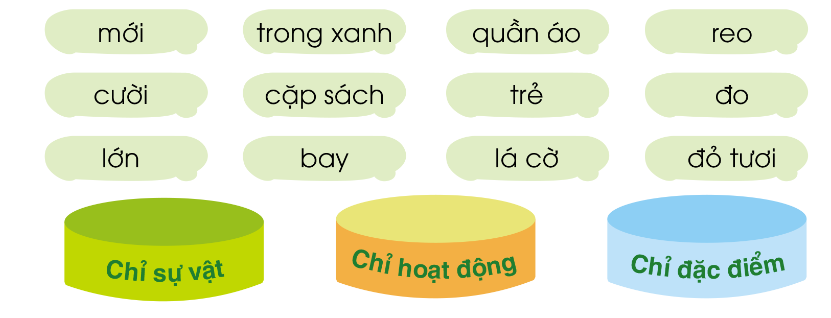 mới trong xanh quần áo reo
cười cặp sách trẻ đo
lớn bay lá cờ đỏ tươi
Chỉ sự vật Chỉ hoạt động Chỉ đặc điểm